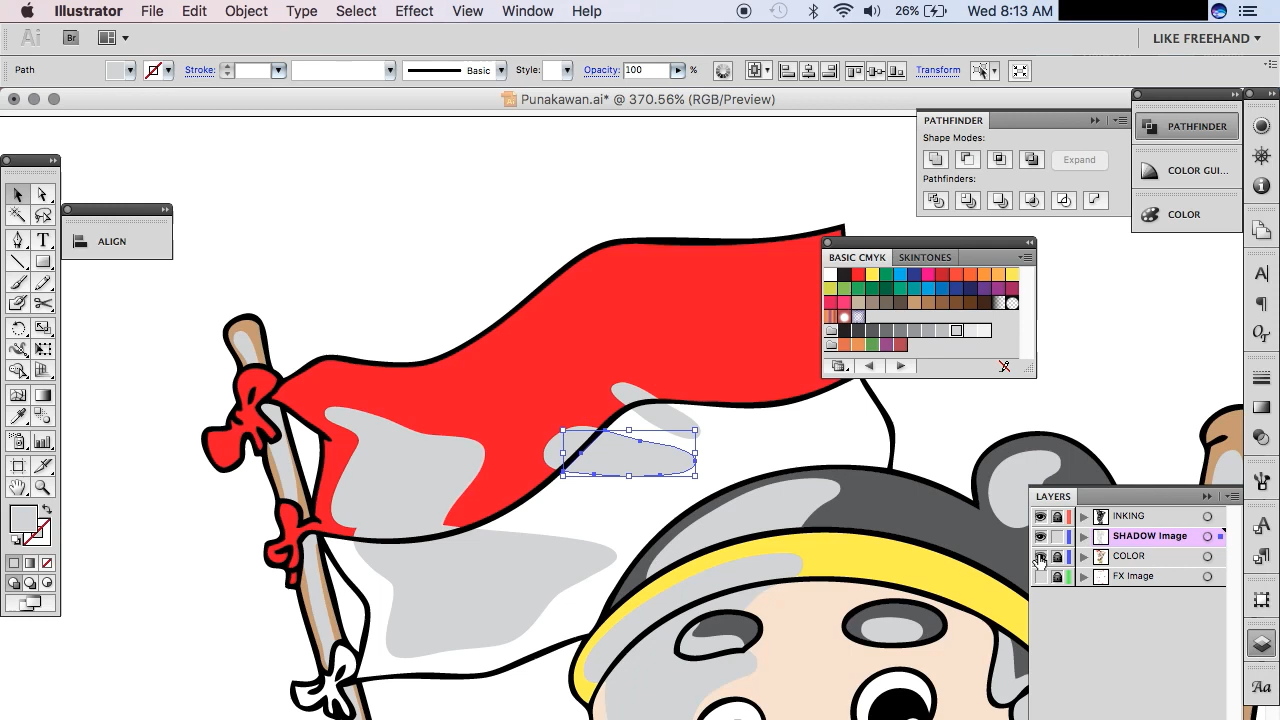 Illustrator File Edit Object Type Select Effect View Window Help 26% Wed 8:13 AM
Ai Br LIKE FREEHAND
Path Stroke: Basic Style: Opacity: 100 % Transform
Punakawan.ai* @ 370.56% (RGB/Preview)
PATHFINDER
Shape Modes:
Expand
Pathfinders:
PATHFINDER
COLOR GUI...
COLOR
ALIGN
BASIC CMYK SKINTONES
LAYERS
INKING
SHADOW Image
COLOR
FX Image